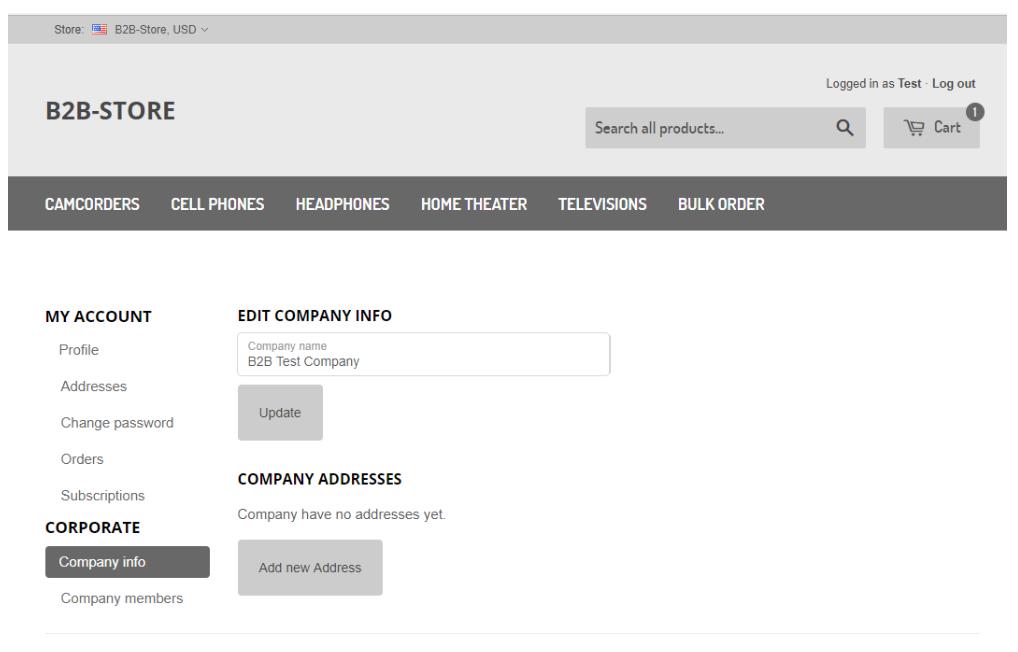 Store: B2B-Store, USD
Logged in as Test · Log out
B2B-STORE
Search all products...
Cart
1
CAMCORDERS CELL PHONES HEADPHONES HOME THEATER TELEVISIONS BULK ORDER
MY ACCOUNT
Profile
Addresses
Change password
Orders
Subscriptions
CORPORATE
Company info
Company members
EDIT COMPANY INFO
Company name
B2B Test Company
Update
COMPANY ADDRESSES
Company have no addresses yet.
Add new Address